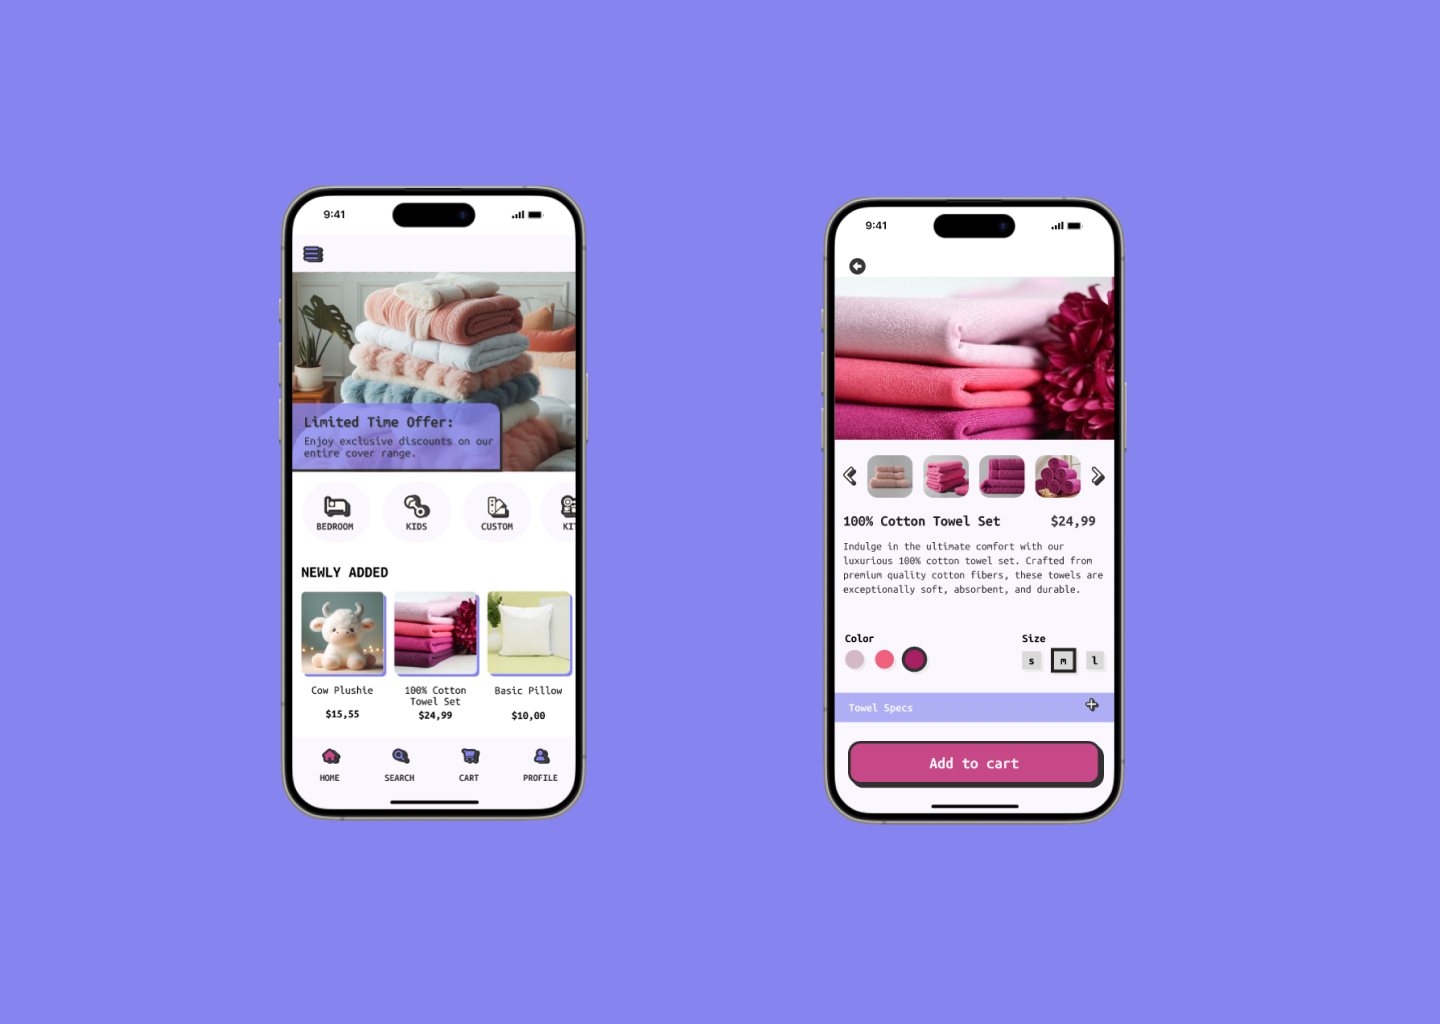 9:41
Limited Time Offer:
Enjoy exclusive discounts on our
entire cover range.
BEDROOM
KIDS
CUSTOM
KIT
NEWLY ADDED
Cow Plushie
$15,55
100% Cotton
Towel Set
$24,99
Basic Pillow
$10,00
HOME
SEARCH
CART
PROFILE
9:41
100% Cotton Towel Set
$24,99
Indulge in the ultimate comfort with our
luxurious 100% cotton towel set. Crafted from
premium quality cotton fibers, these towels are
exceptionally soft, absorbent, and durable.
Color
Size
s
m
l
Towel Specs
Add to cart